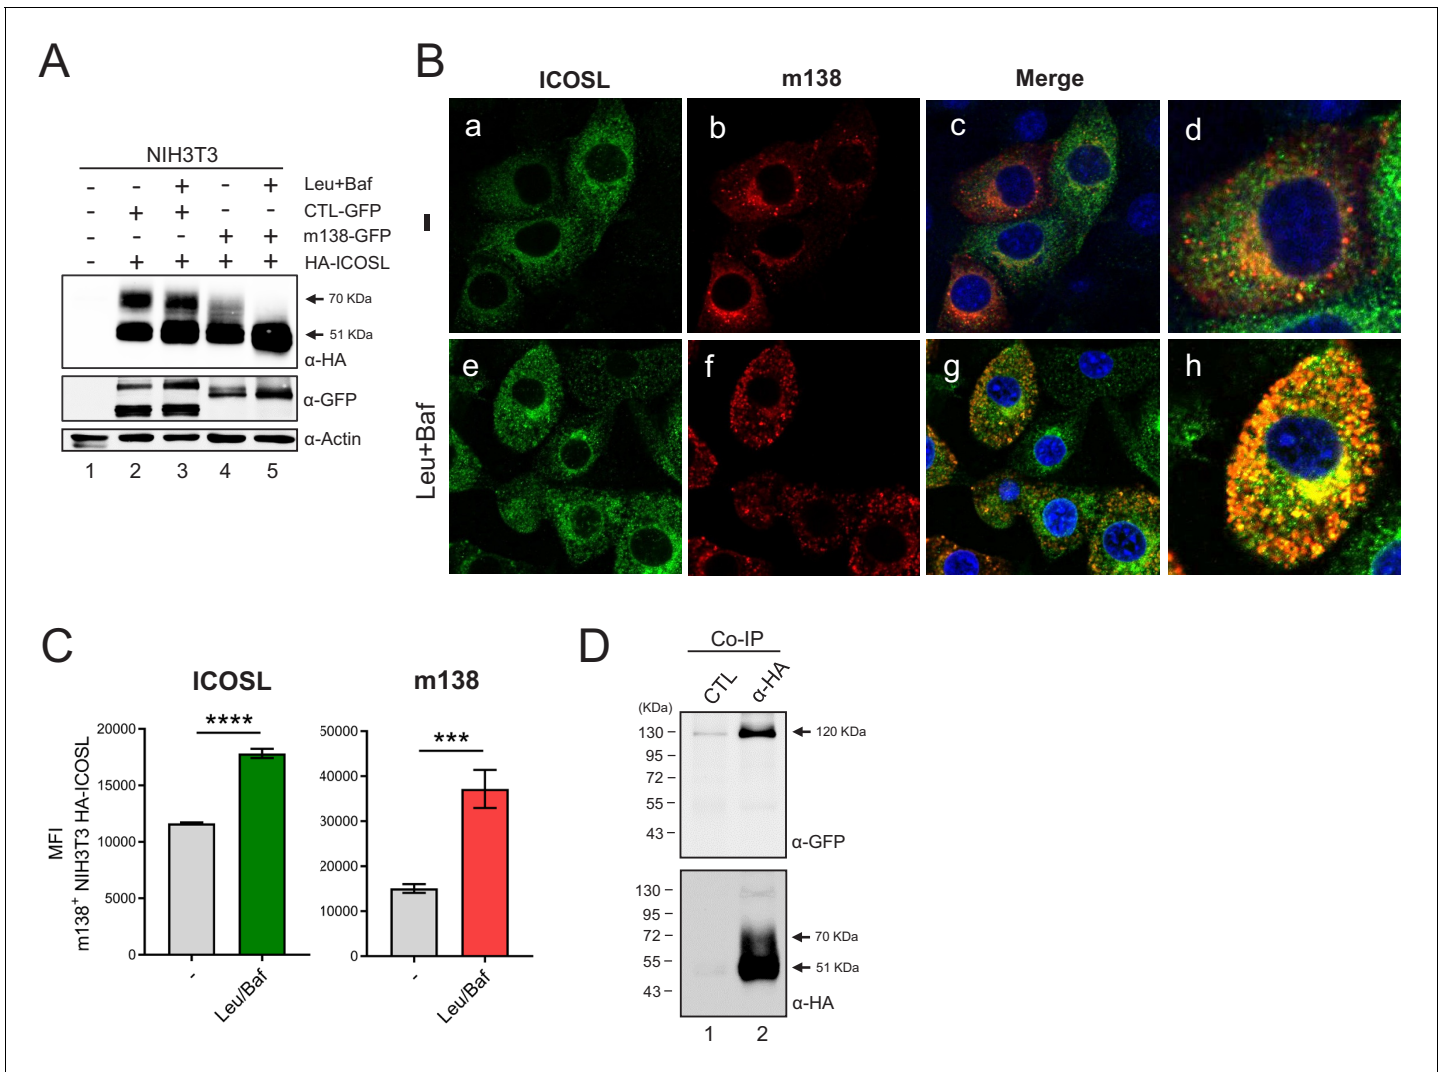 A
NIH3T3
- - + - + Leu+Baf
- + + - - CTL-GFP
- - - + + m138-GFP
- + + + + HA-ICOSL
70 KDa
51 KDa
α-HA
α-GFP
α-Actin
1 2 3 4 5
B
ICOSL m138 Merge
-
a b c d
Leu+Baf
e f g h
C
ICOSL
m138
MFI
m138+ NIH3T3 HA-ICOSL
20000
15000
10000
5000
0
****
- Leu/Baf
50000
40000
30000
20000
10000
0
***
- Leu/Baf
D
Co-IP
CTL α-HA
(KDa)
130
95
72
55
43
120 KDa
α-GFP
130
95
72
55
43
70 KDa
51 KDa
α-HA
1 2